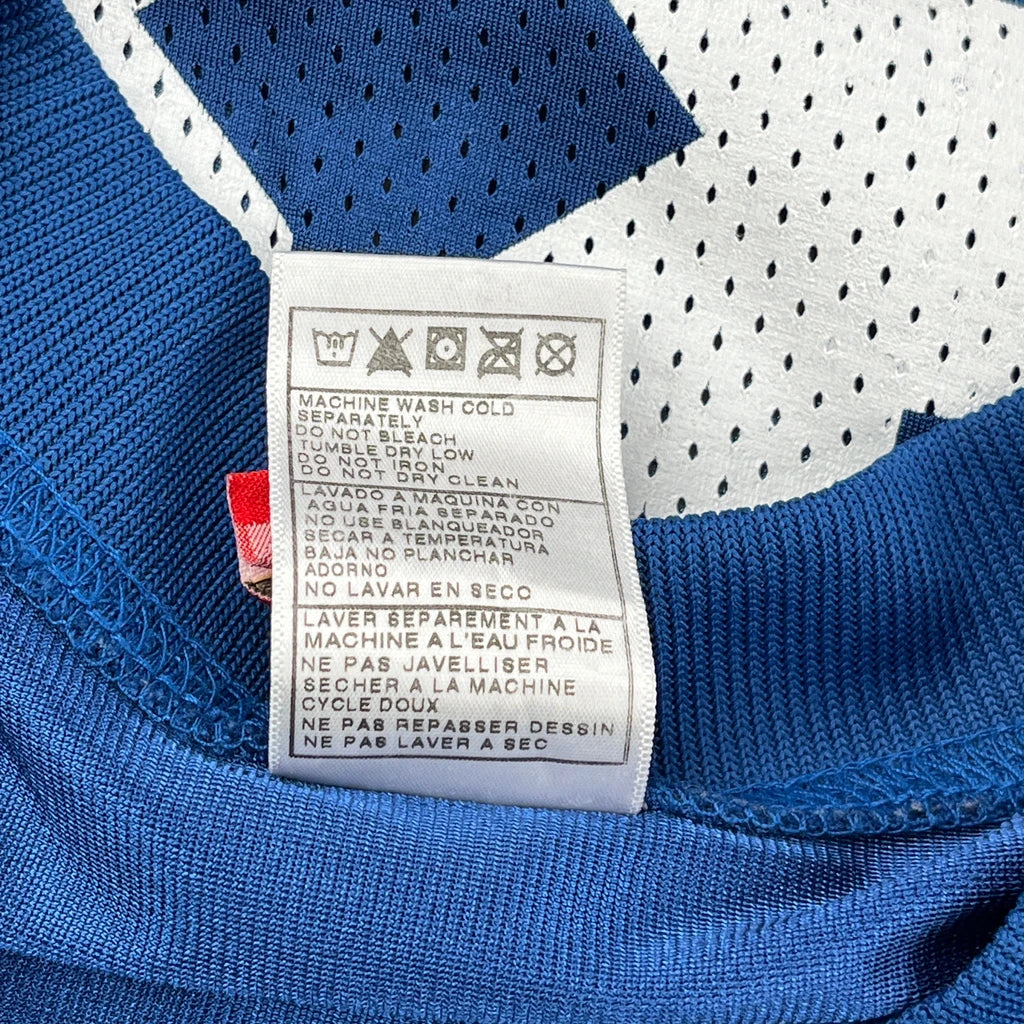 MACHINE WASH COLD
SEPARATELY
DO NOT BLEACH
TUMBLE DRY LOW
DO NOT IRON
DO NOT DRY CLEAN
LAVADO A MAQUINA CON
AGUA FRIA SEPARADO
NO USE BLANQUEADOR
SECAR A TEMPERATURA
BAJA NO PLANCHAR
ADORNO
NO LAVAR EN SECO
LAVER SEPAREMENT A LA
MACHINE A L'EAU FROIDE
NE PAS JAVELLISER
SECHER A LA MACHINE
CYCLE DOUX
NE PAS REPASSER DESSIN
NE PAS LAVER A SEC